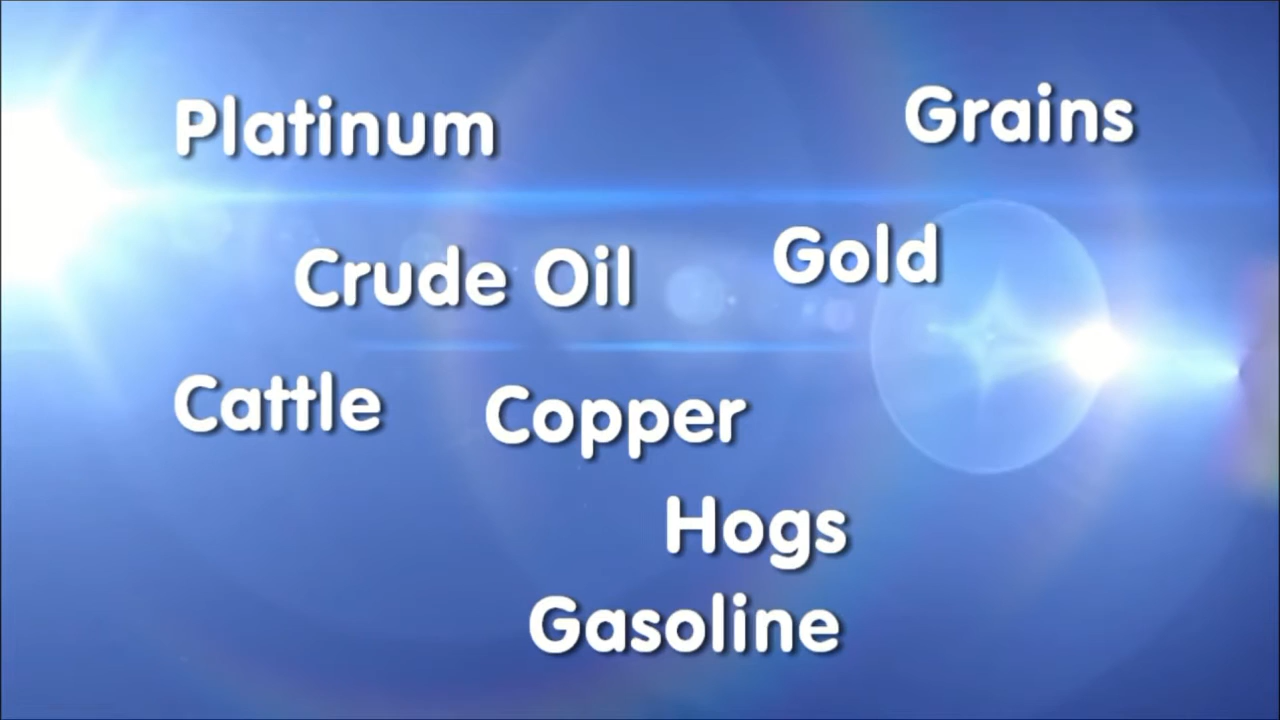 Platinum
Grains
Crude Oil
Gold
Cattle
Copper
Hogs
Gasoline